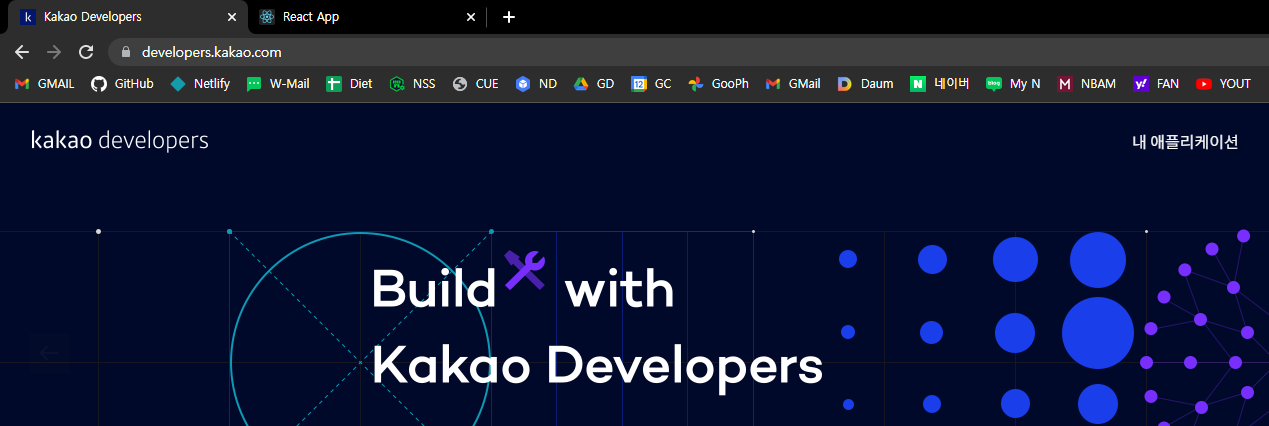 k Kakao Developers
React App
developers.kakao.com
GMAIL GitHub Netlify W-Mail Diet NSS CUE ND GD 12 GC GooPh GMail Daum N 네이버 blog My N M NBAM y! FAN YOUT
kakao developers
내 애플리케이션
Build with
Kakao Developers